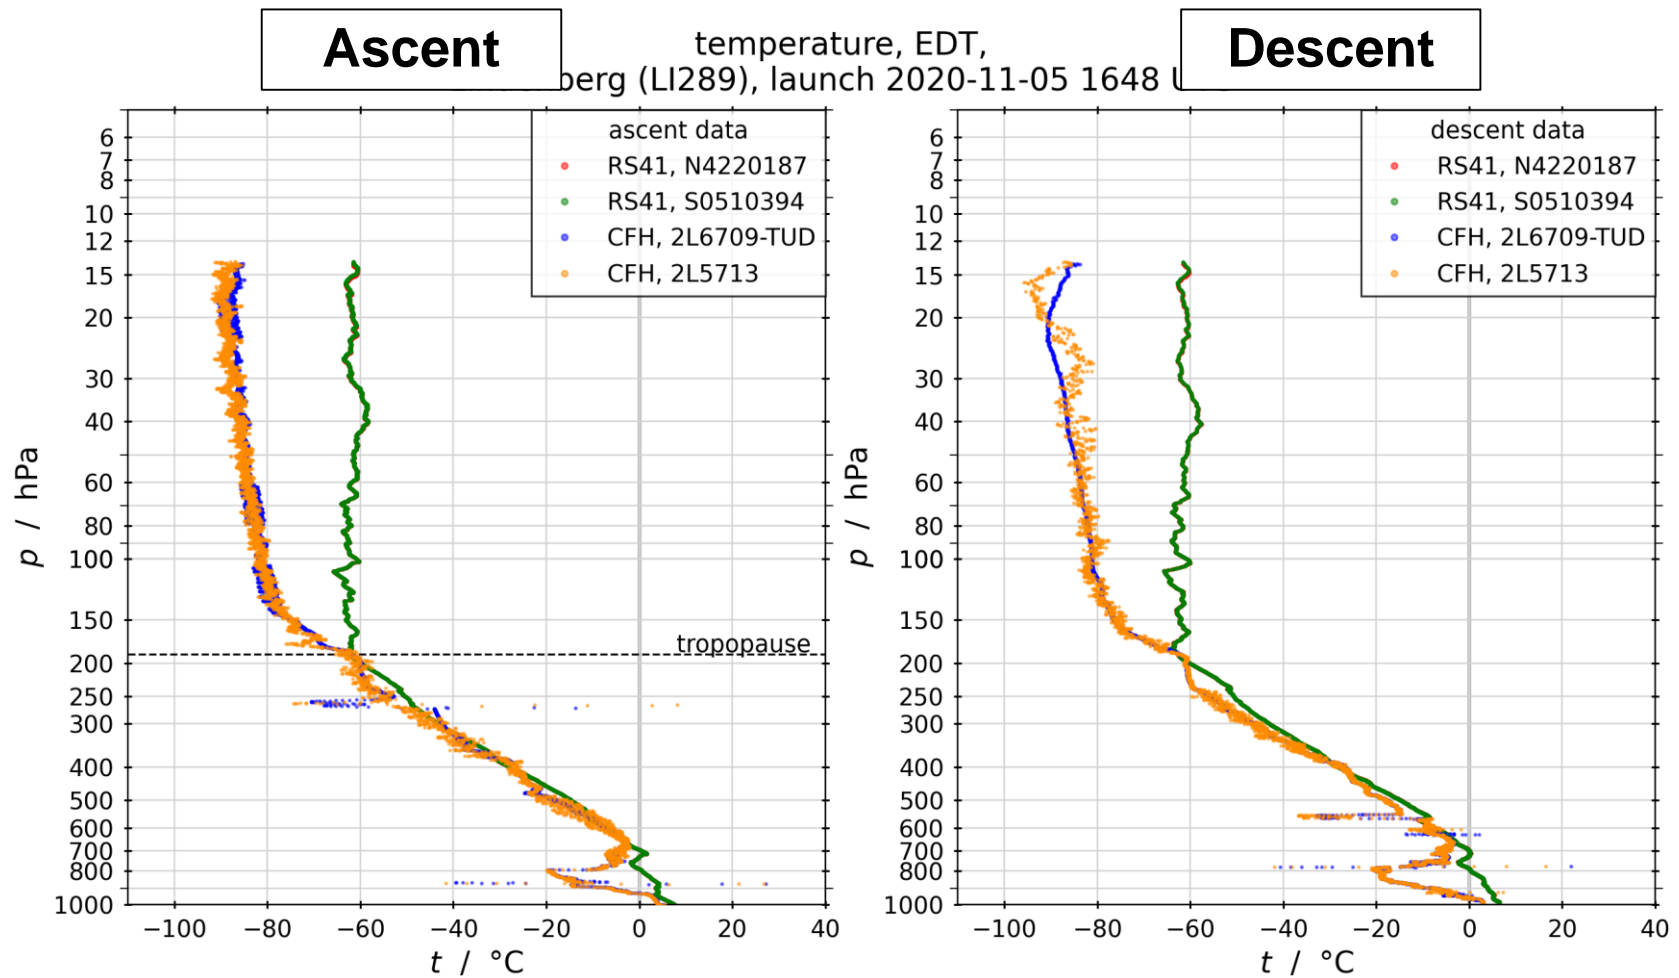 Ascent
temperature, EDT,
Descent
berg (LI289), launch 2020-11-05 1648 U
ascent data
RS41, N4220187
RS41, S0510394
CFH, 2L6709-TUD
CFH, 2L5713
6
7
8
10
12
15
20
30
40
60
80
100
150
200
250
300
400
500
600
700
800
1000
p / hPa
tropopause
−100 −80 −60 −40 −20 0 20 40
t / °C
descent data
RS41, N4220187
RS41, S0510394
CFH, 2L6709-TUD
CFH, 2L5713
6
7
8
10
12
15
20
30
40
60
80
100
150
200
250
300
400
500
600
700
800
1000
p / hPa
−100 −80 −60 −40 −20 0 20 40
t / °C